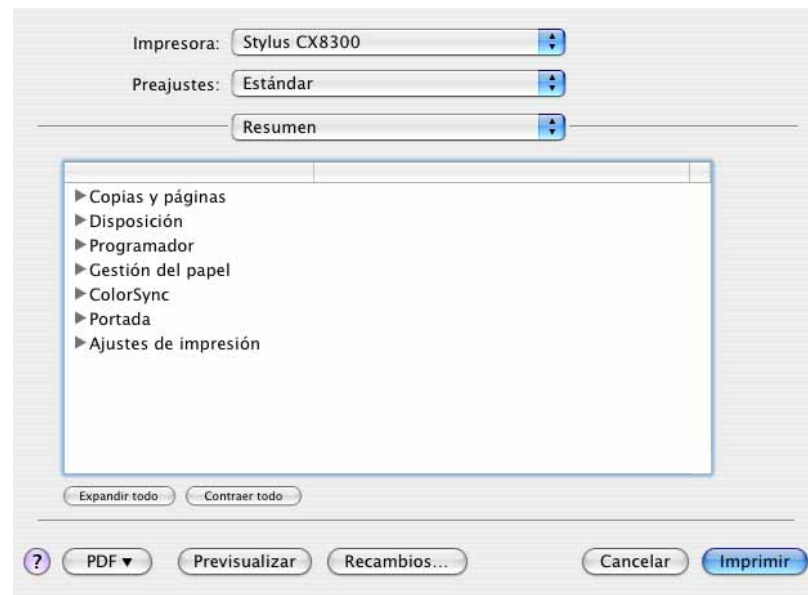 Impresora: Stylus CX8300
Preajustes: Estándar
Resumen
Copias y páginas
Disposición
Programador
Gestión del papel
ColorSync
Portada
Ajustes de impresión
Expandir todo Contraer todo
? PDF ▼ Previsualizar Recambios... Cancelar Imprimir